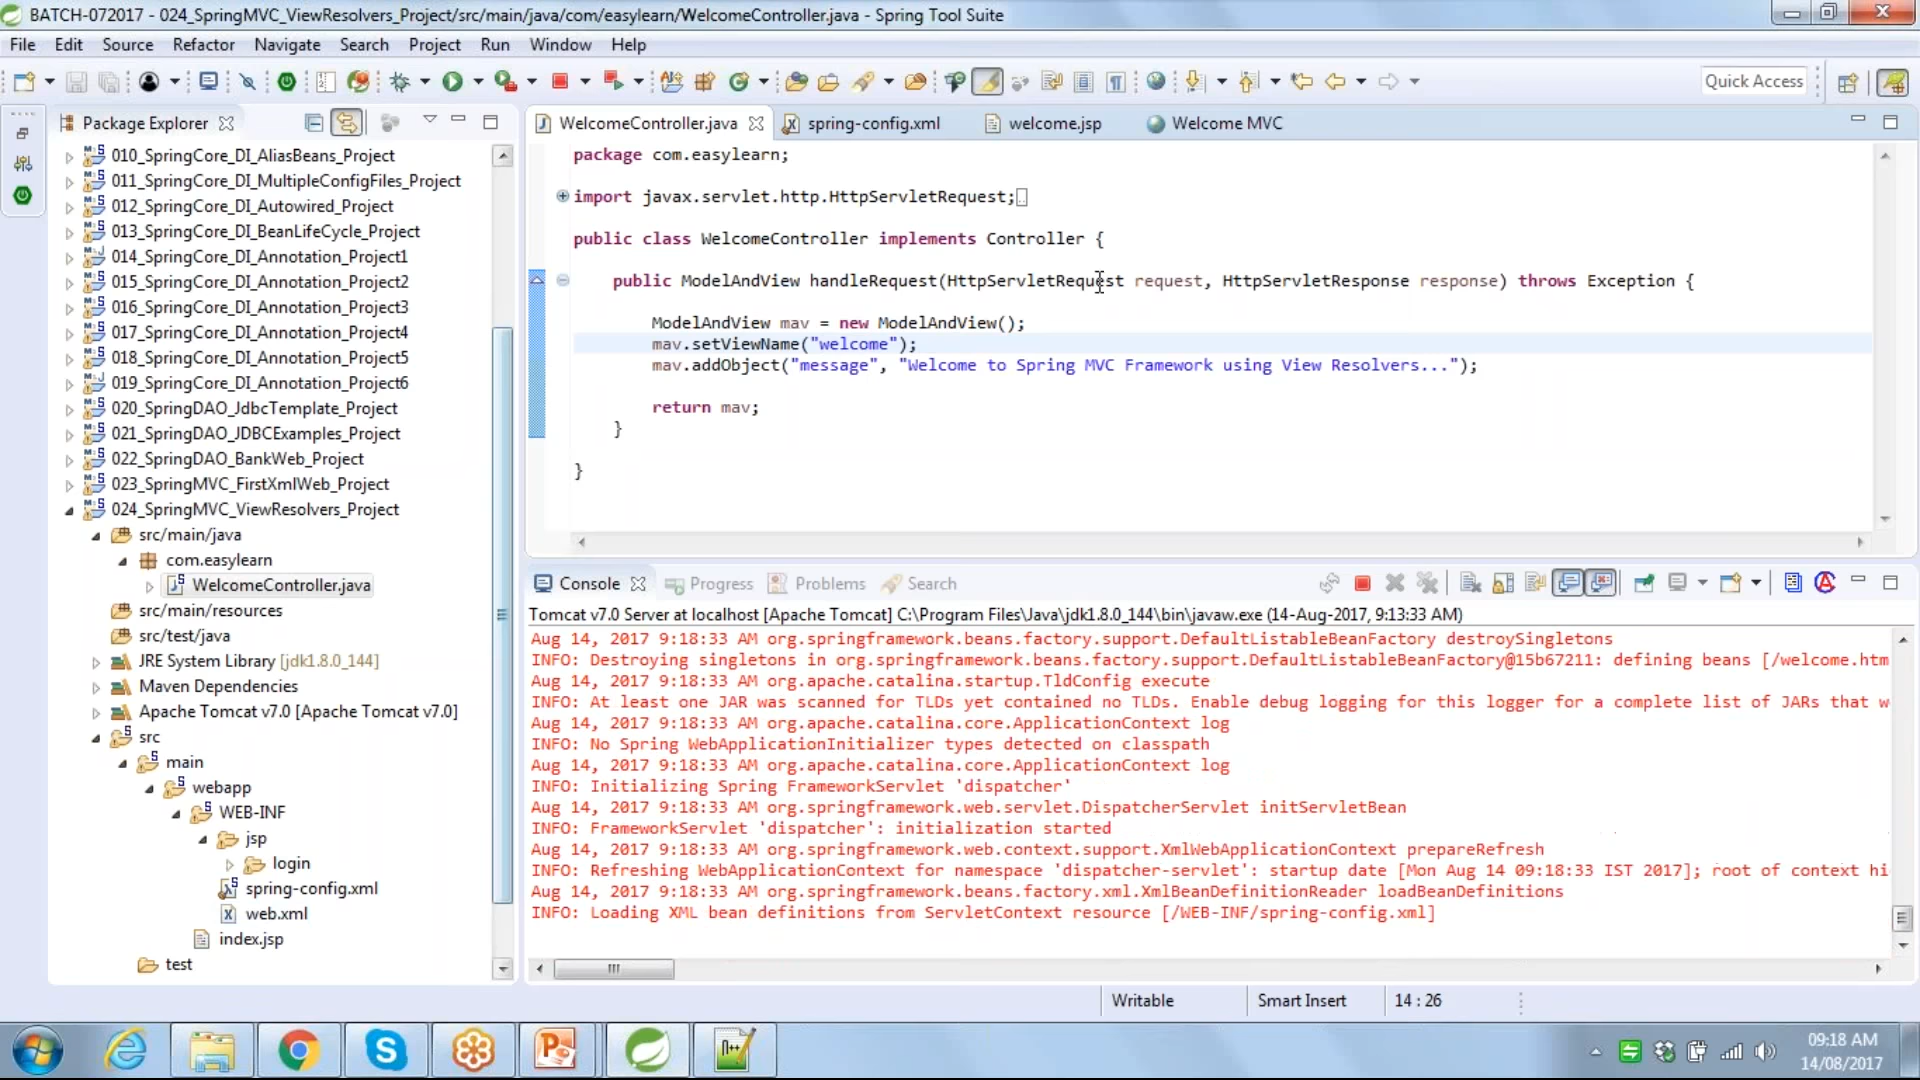 BATCH-072017 - 024_SpringMVC_ViewResolvers_Project/src/main/java/com/easylearn/WelcomeController.java - Spring Tool Suite
File Edit Source Refactor Navigate Search Project Run Window Help
Quick Access
Package Explorer
010_SpringCore_DI_AliasBeans_Project
011_SpringCore_DI_MultipleConfigFiles_Project
012_SpringCore_DI_Autowired_Project
013_SpringCore_DI_BeanLifeCycle_Project
014_SpringCore_DI_Annotation_Project1
015_SpringCore_DI_Annotation_Project2
016_SpringCore_DI_Annotation_Project3
017_SpringCore_DI_Annotation_Project4
018_SpringCore_DI_Annotation_Project5
019_SpringCore_DI_Annotation_Project6
020_SpringDAO_JdbcTemplate_Project
021_SpringDAO_JDBCExamples_Project
022_SpringDAO_BankWeb_Project
023_SpringMVC_FirstXmlWeb_Project
024_SpringMVC_ViewResolvers_Project
src/main/java
com.easylearn
WelcomeController.java
src/main/resources
src/test/java
JRE System Library [jdk1.8.0_144]
Maven Dependencies
Apache Tomcat v7.0 [Apache Tomcat v7.0]
src
main
webapp
WEB-INF
jsp
login
spring-config.xml
web.xml
index.jsp
test
WelcomeController.java spring-config.xml welcome.jsp Welcome MVC
package com.easylearn;
import javax.servlet.http.HttpServletRequest;
public class WelcomeController implements Controller {
public ModelAndView handleRequest(HttpServletRequest request, HttpServletResponse response) throws Exception {
ModelAndView mav = new ModelAndView();
mav.setViewName("welcome");
mav.addObject("message", "Welcome to Spring MVC Framework using View Resolvers...");
return mav;
}
}
Console Progress Problems Search
Tomcat v7.0 Server at localhost [Apache Tomcat] C:\Program Files\Java\jdk1.8.0_144\bin\javaw.exe (14-Aug-2017, 9:13:33 AM)
Aug 14, 2017 9:18:33 AM org.springframework.beans.factory.support.DefaultListableBeanFactory destroySingletons
INFO: Destroying singletons in org.springframework.beans.factory.support.DefaultListableBeanFactory@15b67211: defining beans [/welcome.htm
Aug 14, 2017 9:18:33 AM org.apache.catalina.startup.TldConfig execute
INFO: At least one JAR was scanned for TLDs yet contained no TLDs. Enable debug logging for this logger for a complete list of JARs that w
Aug 14, 2017 9:18:33 AM org.apache.catalina.core.ApplicationContext log
INFO: No Spring WebApplicationInitializer types detected on classpath
Aug 14, 2017 9:18:33 AM org.apache.catalina.core.ApplicationContext log
INFO: Initializing Spring FrameworkServlet 'dispatcher'
Aug 14, 2017 9:18:33 AM org.springframework.web.servlet.DispatcherServlet initServletBean
INFO: FrameworkServlet 'dispatcher': initialization started
Aug 14, 2017 9:18:33 AM org.springframework.web.context.support.XmlWebApplicationContext prepareRefresh
INFO: Refreshing WebApplicationContext for namespace 'dispatcher-servlet': startup date [Mon Aug 14 09:18:33 IST 2017]; root of context hi
Aug 14, 2017 9:18:33 AM org.springframework.beans.factory.xml.XmlBeanDefinitionReader loadBeanDefinitions
INFO: Loading XML bean definitions from ServletContext resource [/WEB-INF/spring-config.xml]
Writable Smart Insert 14 : 26
09:18 AM
14/08/2017